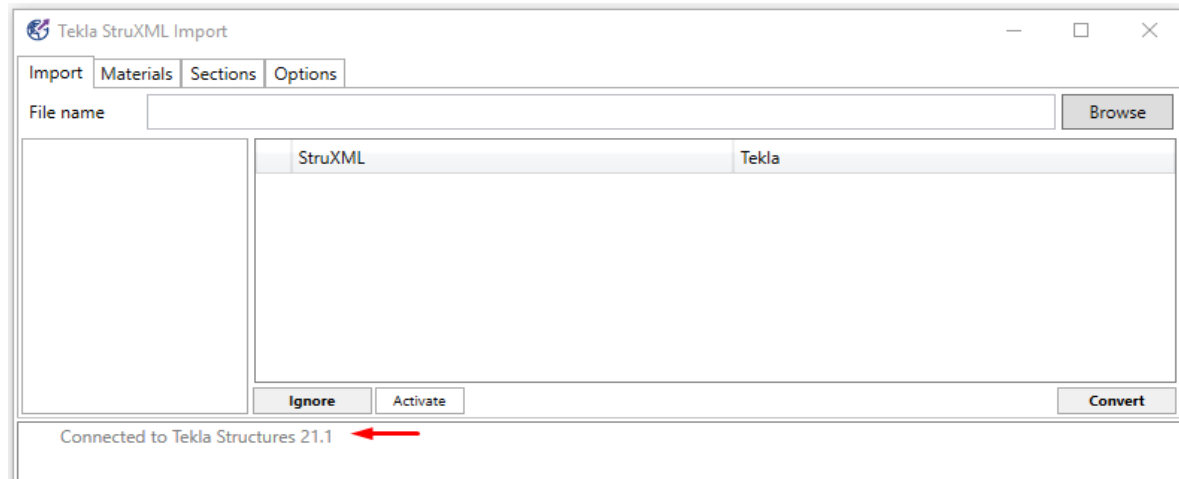 Tekla StruXML Import
Import Materials Sections Options
File name Browse
StruXML Tekla
Ignore Activate Convert
Connected to Tekla Structures 21.1